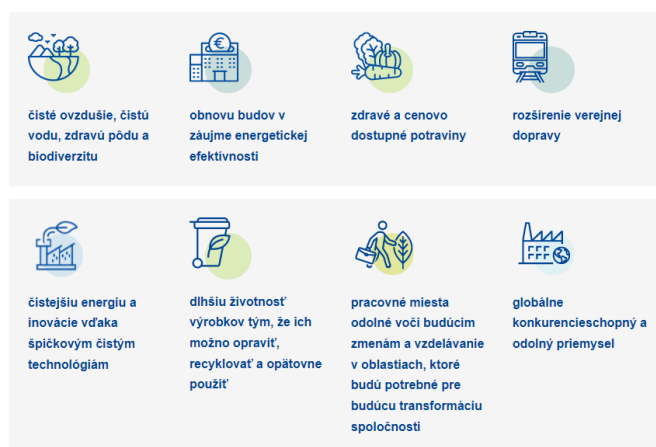 čisté ovzdušie, čistú
vodu, zdravú pôdu a
biodiverzitu
obnovu budov v
záujme energetickej
efektívnosti
zdravé a cenovo
dostupné potraviny
rozšírenie verejnej
dopravy
čistejšiu energiu a
inovácie vďaka
špičkovým čistým
technológiám
dlhšiu životnosť
výrobkov tým, že ich
možno opraviť,
recyklovať a opätovne
použiť
pracovné miesta
odolné voči budúcim
zmenám a vzdelávanie
v oblastiach, ktoré
budú potrebné pre
budúcu transformáciu
spoločnosti
globálne
konkurencieschopný a
odolný priemysel